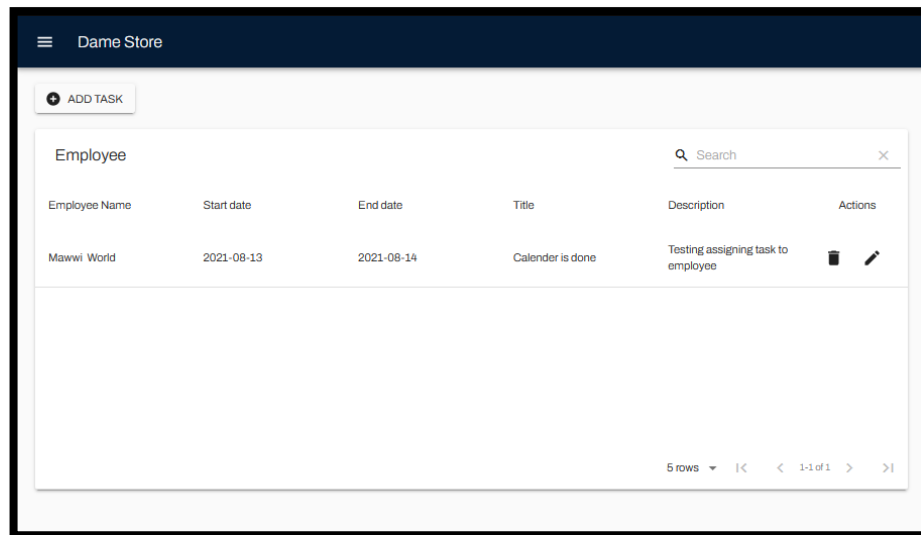 Dame Store
ADD TASK
Employee
Search
Employee Name Start date End date Title Description Actions
Mawwi World 2021-08-13 2021-08-14 Calender is done Testing assigning task to
employee
5 rows 1-1 of 1